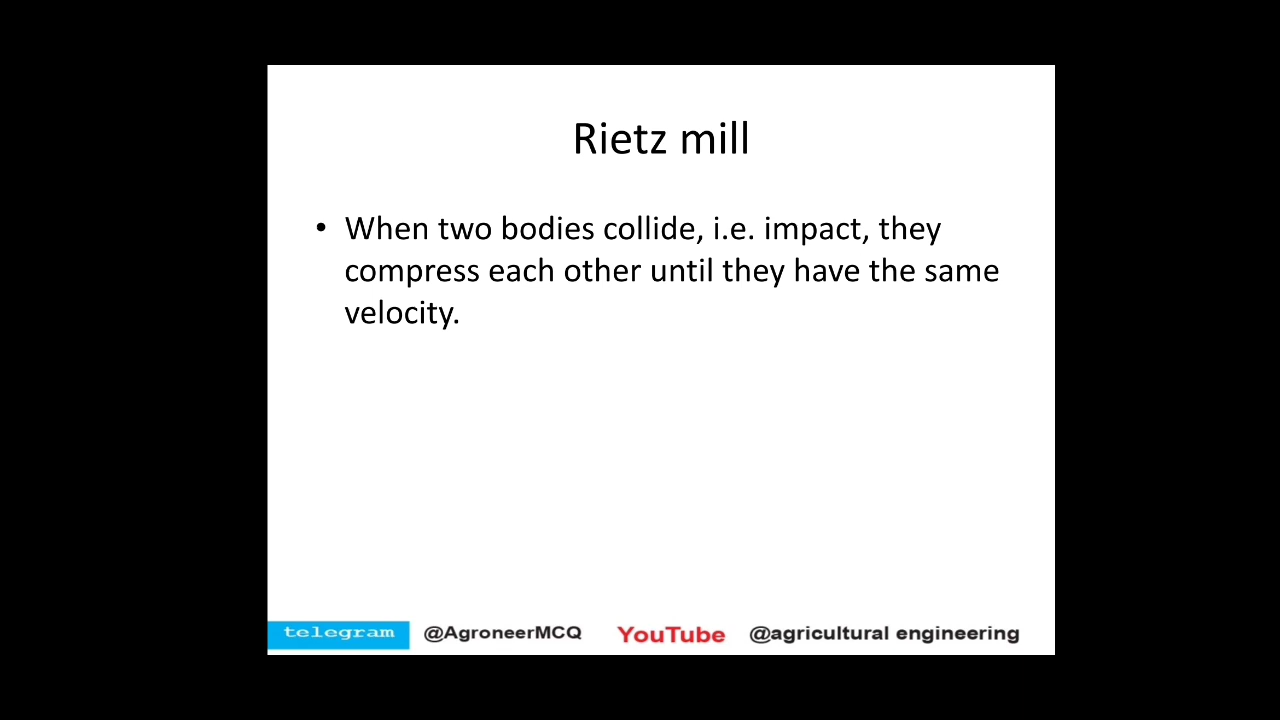 Rietz mill
• When two bodies collide, i.e. impact, they
compress each other until they have the same
velocity.
telegram @AgroneerMCQ YouTube @agricultural engineering